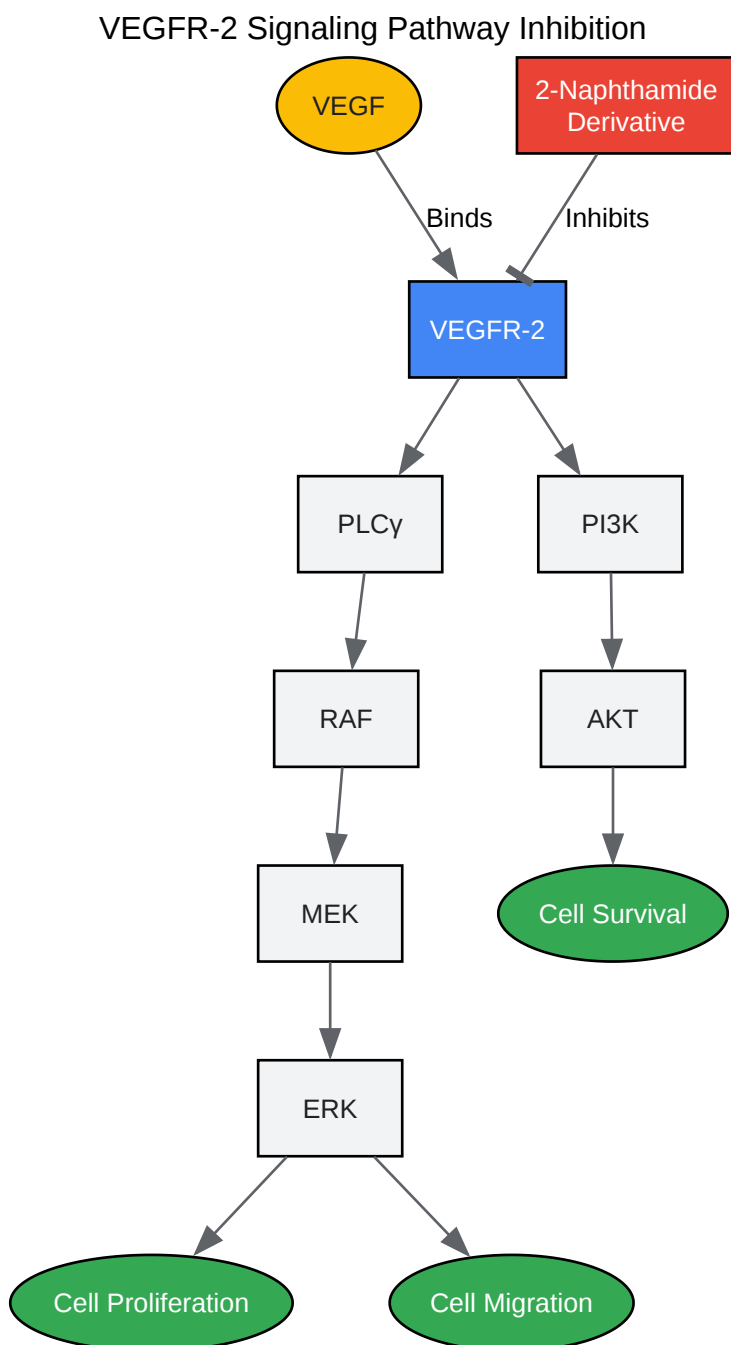 VEGFR-2 Signaling Pathway Inhibition
VEGF
2-Naphthamide
Derivative
Binds
Inhibits
VEGFR-2
PLCγ
PI3K
RAF
AKT
MEK
Cell Survival
ERK
Cell Proliferation
Cell Migration